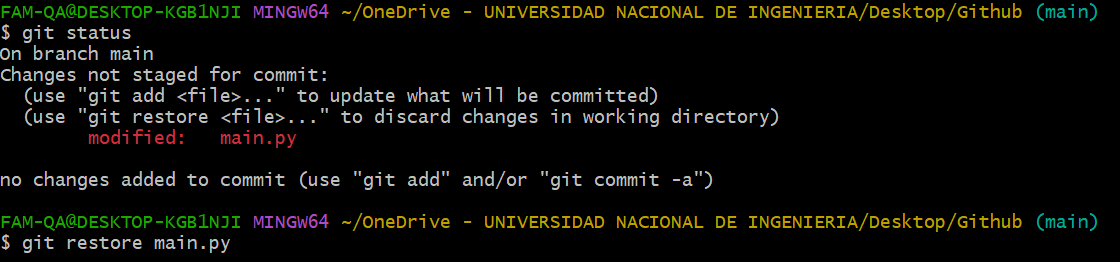 FAM-QA@DESKTOP-KGB1NJI MINGW64 ~/OneDrive - UNIVERSIDAD NACIONAL DE INGENIERIA/Desktop/Github (main)
$ git status
On branch main
Changes not staged for commit:
  (use "git add <file>..." to update what will be committed)
  (use "git restore <file>..." to discard changes in working directory)
        modified:   main.py

no changes added to commit (use "git add" and/or "git commit -a")

FAM-QA@DESKTOP-KGB1NJI MINGW64 ~/OneDrive - UNIVERSIDAD NACIONAL DE INGENIERIA/Desktop/Github (main)
$ git restore main.py